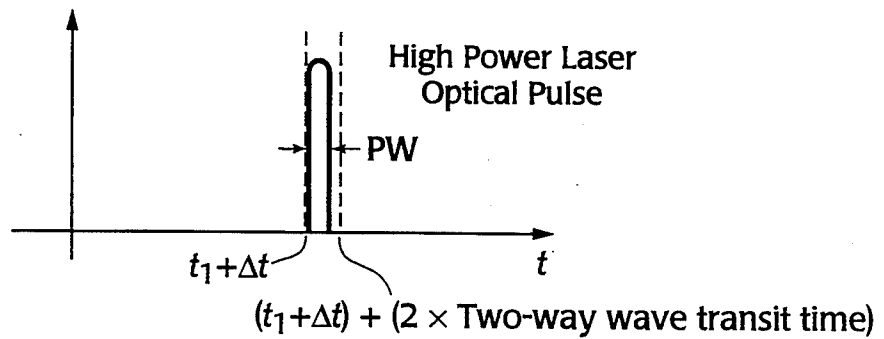 High Power Laser
Optical Pulse
PW
t1+Δt
t
(t1+Δt) + (2 × Two-way wave transit time)